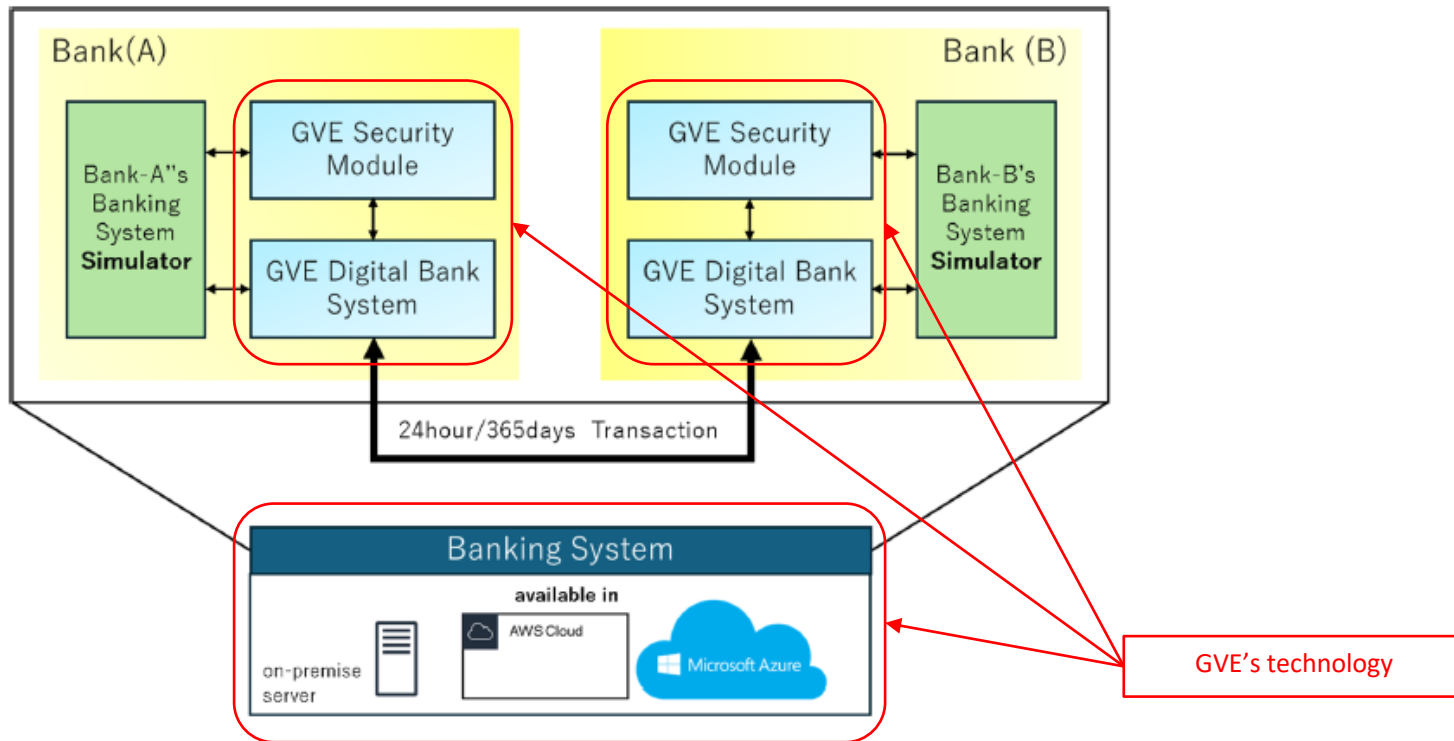 Bank(A)
Bank (B)
GVE Security
Module
GVE Security
Module
Bank-A"s
Banking
System
Simulator
Bank-B's
Banking
System
Simulator
GVE Digital Bank
System
GVE Digital Bank
System
24hour/365days Transaction
Banking System
available in
on-premise
server
AWS Cloud
Microsoft Azure
GVE’s technology